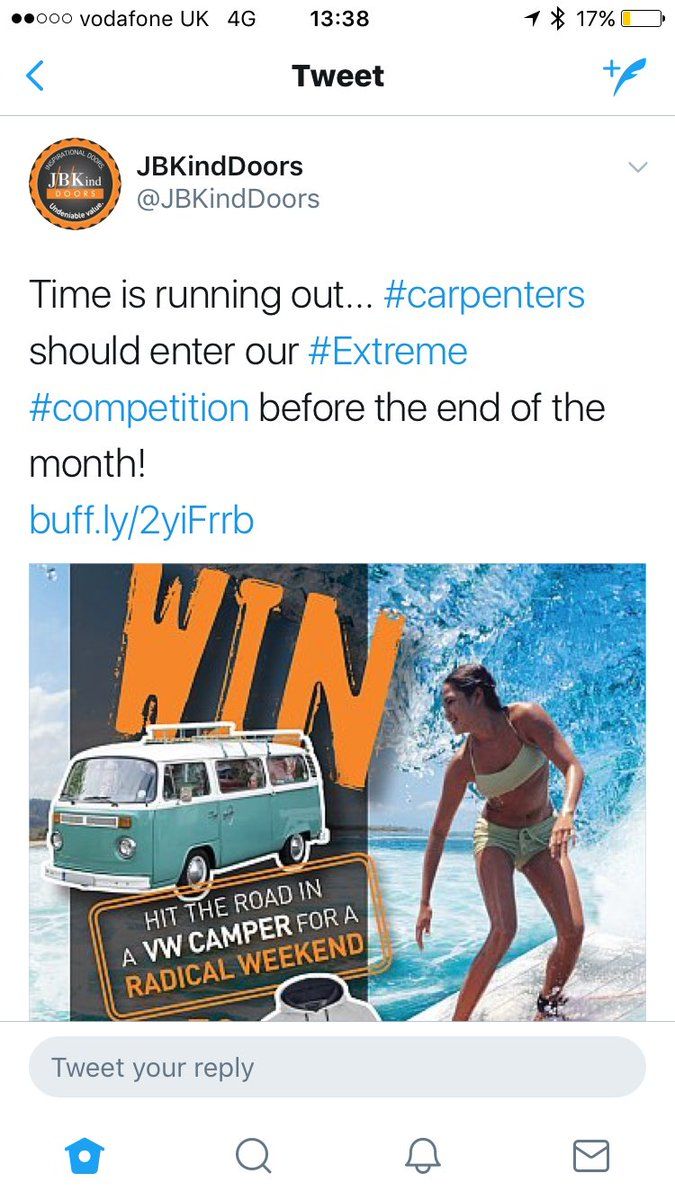 vodafone UK 4G 13:38 17%
Tweet
JBKindDoors
@JBKindDoors
INSPIRATIONAL DOORS
JBKind
DOORS
Undeniable value.
Time is running out... #carpenters
should enter our #Extreme
#competition before the end of the
month!
buff.ly/2yiFrrb
WIN
HIT THE ROAD IN
A VW CAMPER FOR A
RADICAL WEEKEND
Tweet your reply